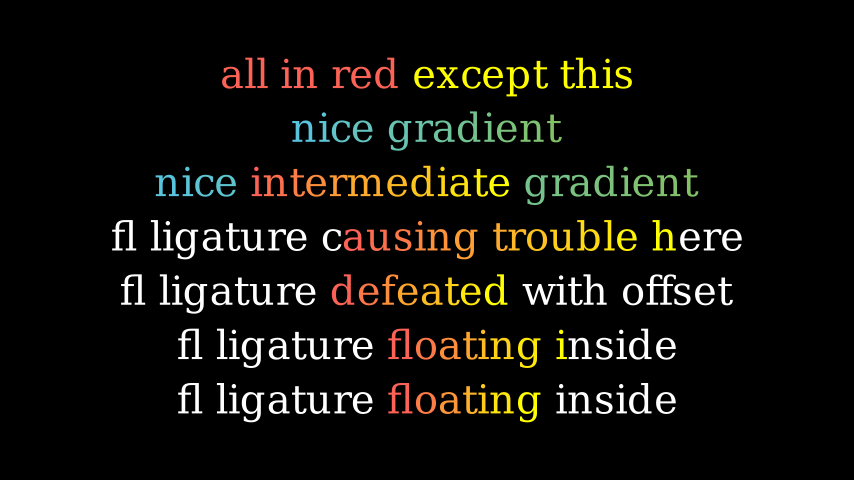 all in red except this
nice gradient
nice intermediate gradient
fl ligature causing trouble here
fl ligature defeated with offset
fl ligature floating inside
fl ligature floating inside